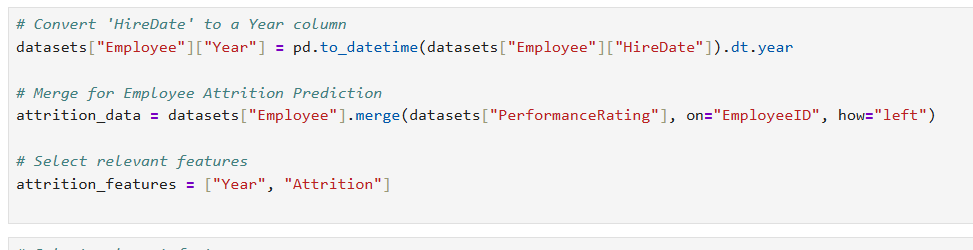 # Convert 'HireDate' to a Year column
datasets["Employee"]["Year"] = pd.to_datetime(datasets["Employee"]["HireDate"]).dt.year
# Merge for Employee Attrition Prediction
attrition_data = datasets["Employee"].merge(datasets["PerformanceRating"], on="EmployeeID", how="left")
# Select relevant features
attrition_features = ["Year", "Attrition"]